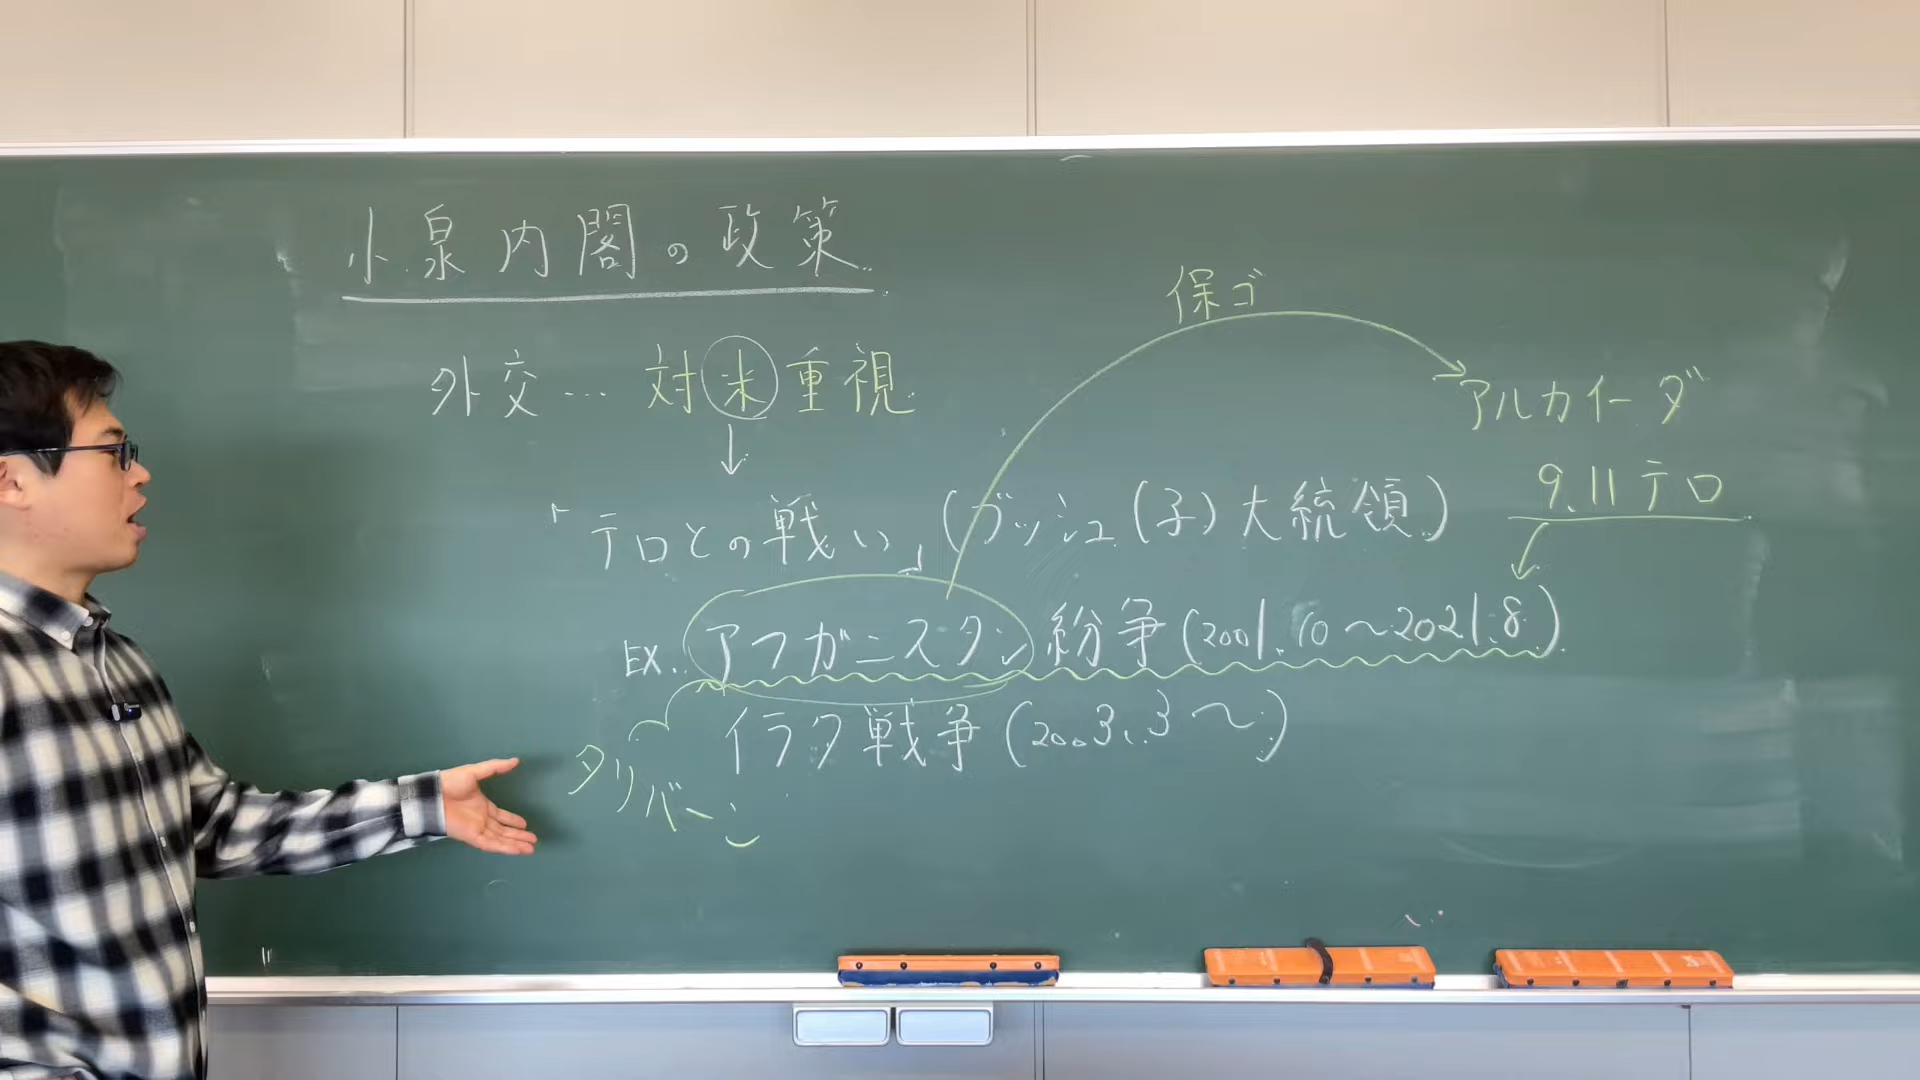 小泉内閣の政策
外交… 対米重視
↓
「テロとの戦い」(ブッシュ(子)大統領)
EX.. アフガニスタン紛争(2001.10～2021.8)
イラク戦争(2003.3～)
タリバーン
保ゴ
アルカイーダ
9.11テロ